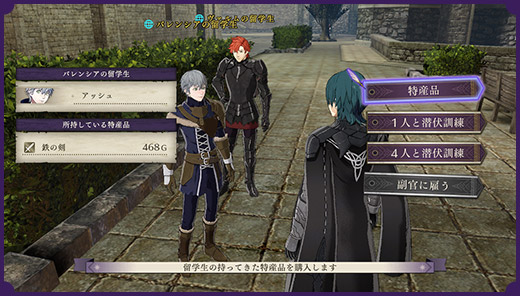 バレンシアの留学生
バレンシアの留学生
アッシュ
所持している特産品
鉄の剣 468G
特産品
1人と潜伏訓練
4人と潜伏訓練
副官に雇う
留学生の持ってきた特産品を購入します